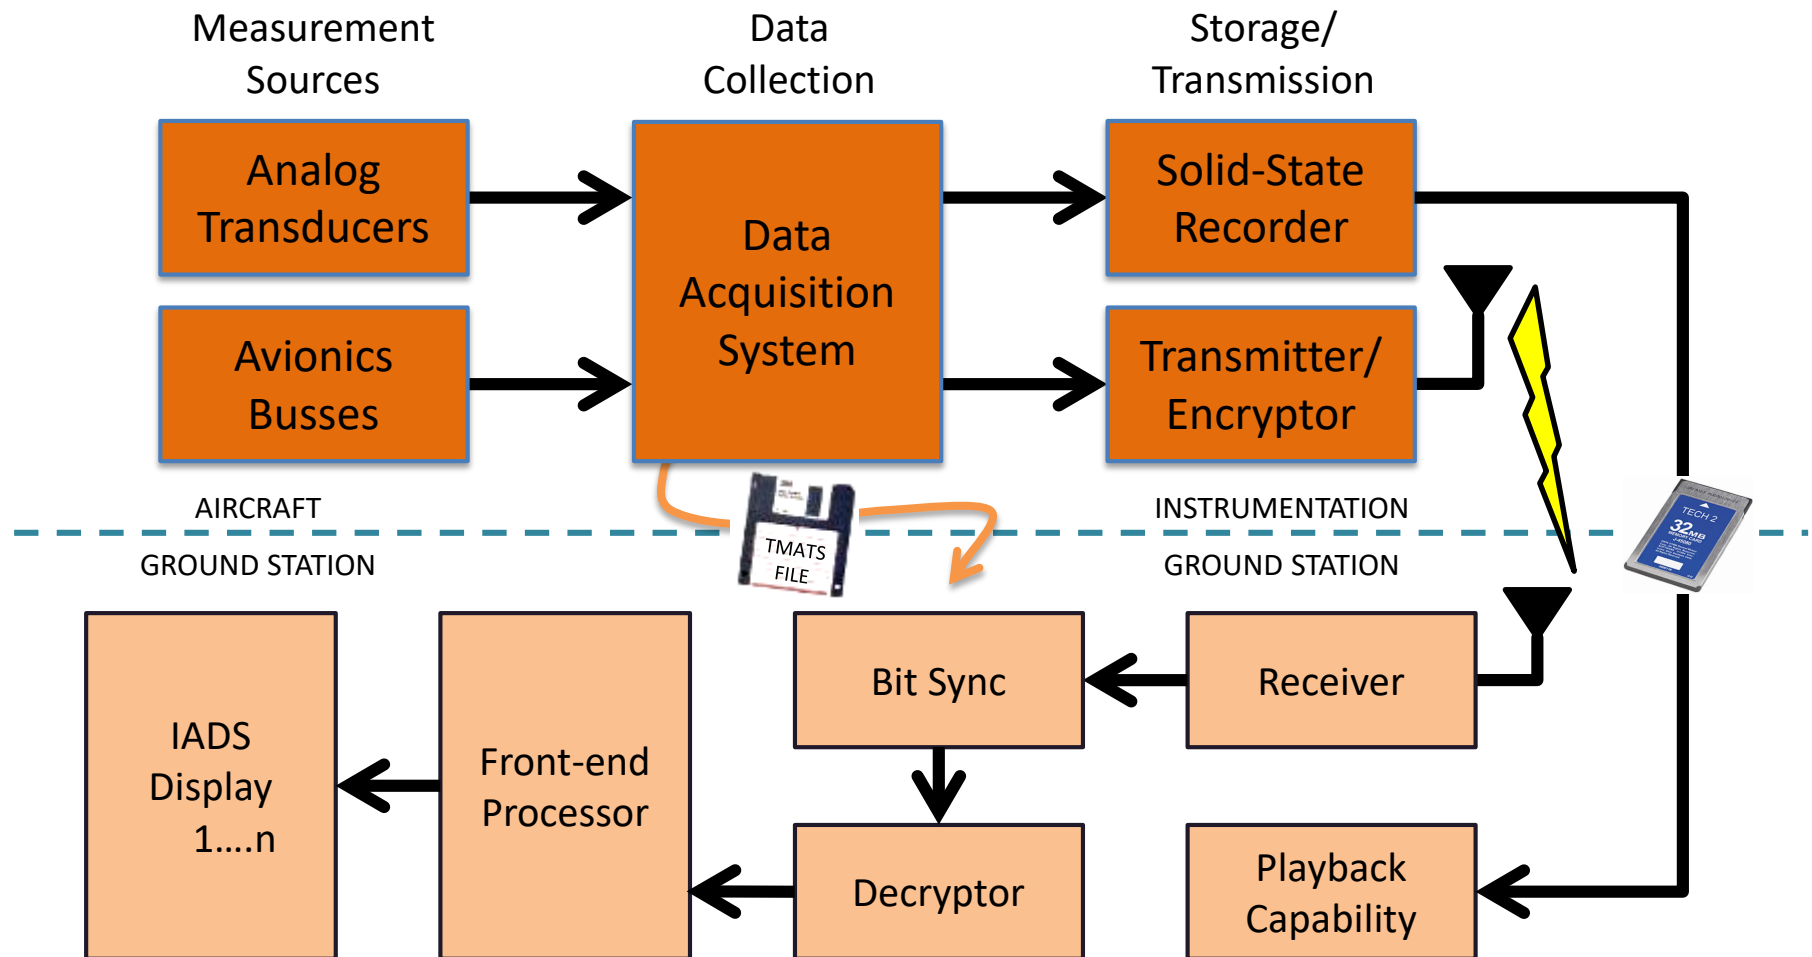 Measurement
Sources
Data
Collection
Storage/
Transmission
Analog
Transducers
Data
Acquisition
System
Solid-State
Recorder
Avionics
Busses
Transmitter/
Encryptor
AIRCRAFT
INSTRUMENTATION
TMATS
FILE
TECH 2
32MB
GROUND STATION
GROUND STATION
IADS
Display
1....n
Front-end
Processor
Bit Sync
Receiver
Decryptor
Playback
Capability